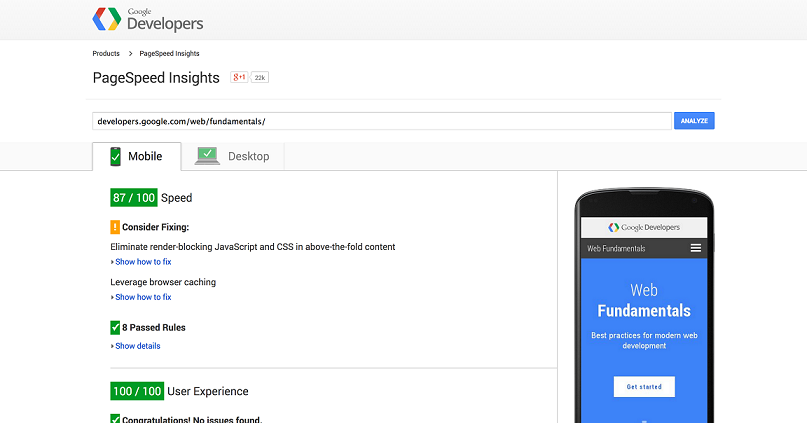 Google
Developers
Products > PageSpeed Insights
PageSpeed Insights
g+1 22k
developers.google.com/web/fundamentals/
ANALYZE
Mobile
Desktop
87 / 100 Speed
! Consider Fixing:
Eliminate render-blocking JavaScript and CSS in above-the-fold content
Show how to fix
Leverage browser caching
Show how to fix
8 Passed Rules
Show details
100 / 100 User Experience
Congratulations! No issues found.
Google Developers
Web Fundamentals
Web
Fundamentals
Best practices for modern web
development
Get started